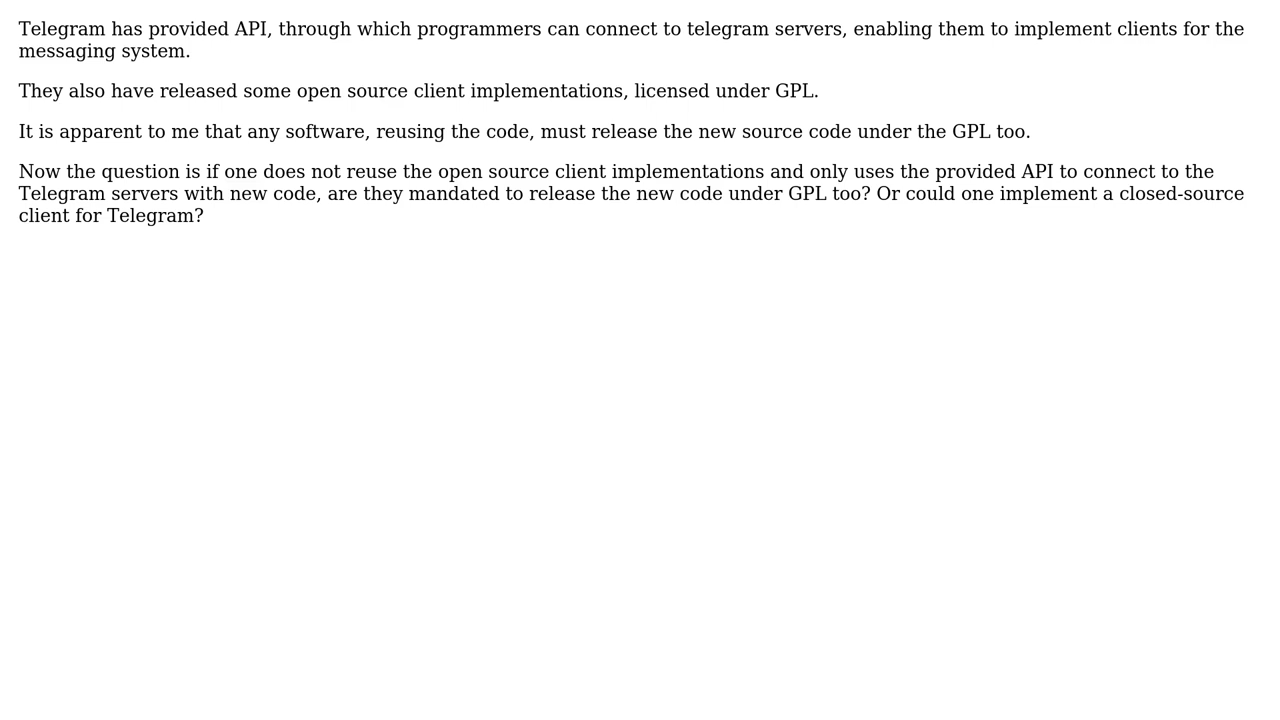 Telegram has provided API, through which programmers can connect to telegram servers, enabling them to implement clients for the
messaging system.
They also have released some open source client implementations, licensed under GPL.
It is apparent to me that any software, reusing the code, must release the new source code under the GPL too.
Now the question is if one does not reuse the open source client implementations and only uses the provided API to connect to the
Telegram servers with new code, are they mandated to release the new code under GPL too? Or could one implement a closed-source
client for Telegram?